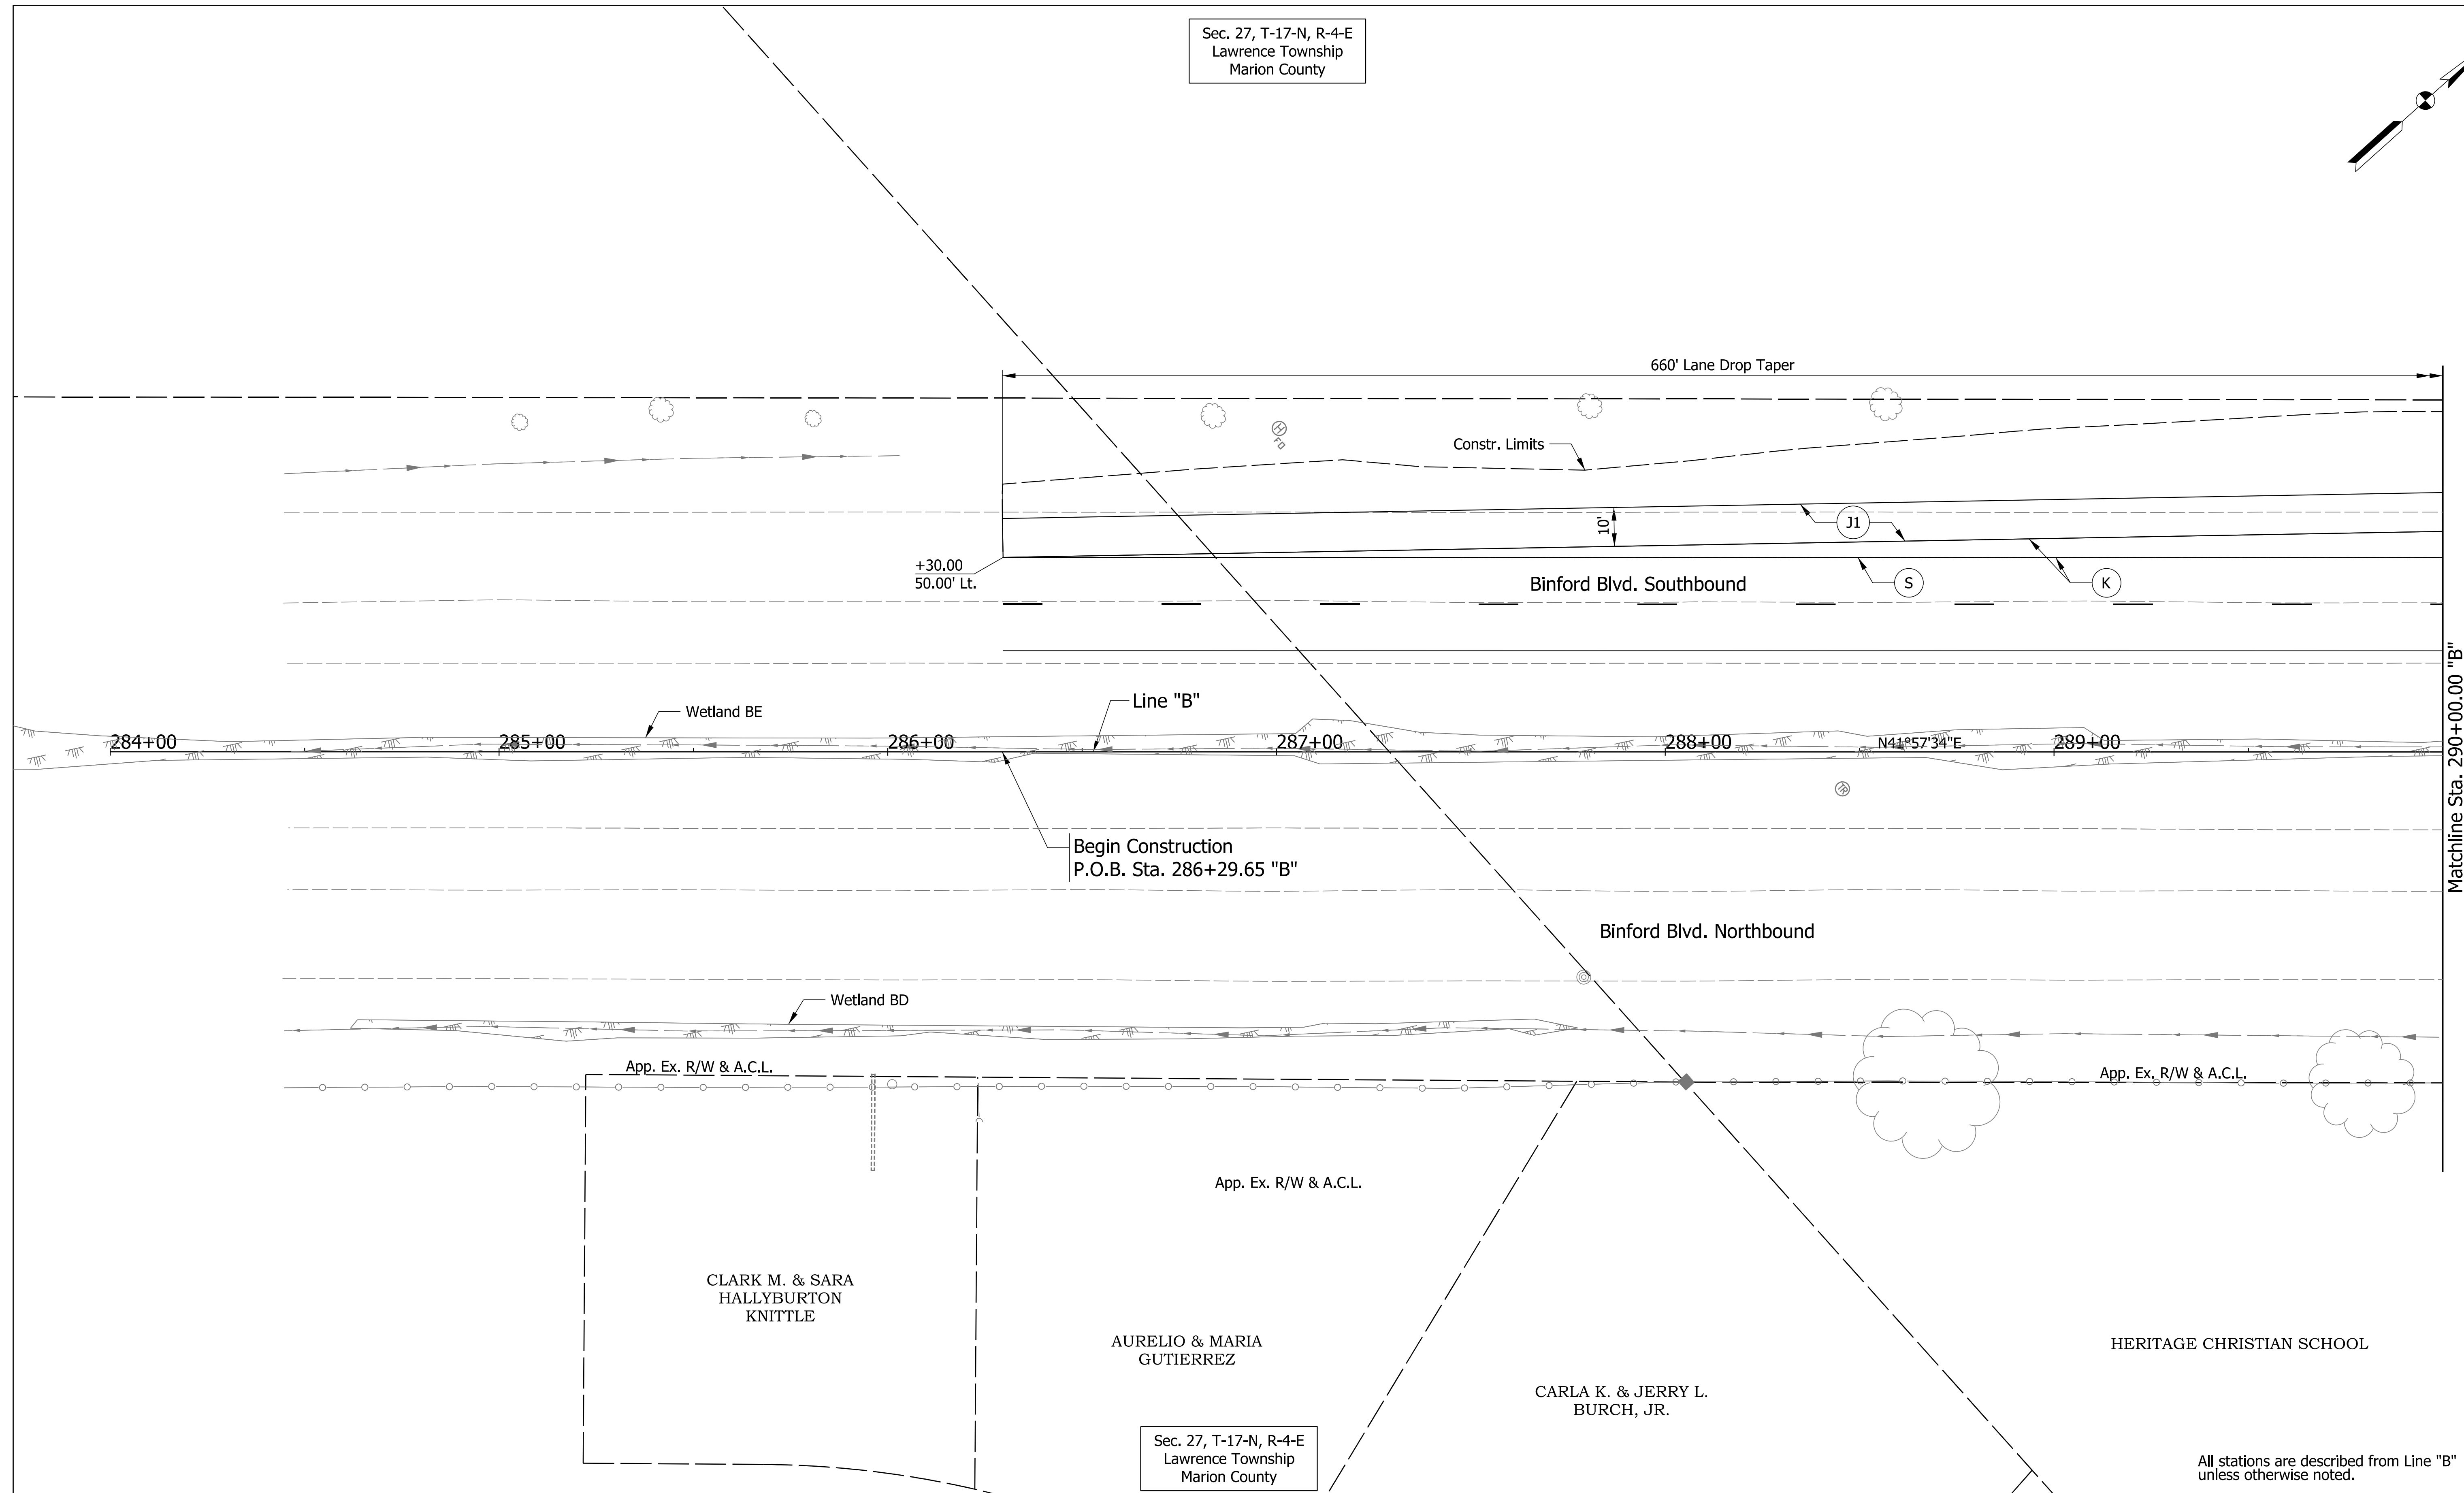 Sec. 27, T-17-N, R-4-E
Lawrence Township
Marion County
660' Lane Drop Taper
Constr. Limits
H
FO
10'
J1
+30.00
50.00' Lt.
Binford Blvd. Southbound
S
K
Line "B"
Wetland BE
284+00
285+00
286+00
287+00
288+00
N41°57'34"E
289+00
Matchline Sta. 290+00.00 "B"
TR
Begin Construction
P.O.B. Sta. 286+29.65 "B"
Binford Blvd. Northbound
Wetland BD
App. Ex. R/W & A.C.L.
App. Ex. R/W & A.C.L.
App. Ex. R/W & A.C.L.
CLARK M. & SARA
HALLYBURTON
KNITTLE
AURELIO & MARIA
GUTIERREZ
HERITAGE CHRISTIAN SCHOOL
CARLA K. & JERRY L.
BURCH, JR.
Sec. 27, T-17-N, R-4-E
Lawrence Township
Marion County
All stations are described from Line "B"
unless otherwise noted.